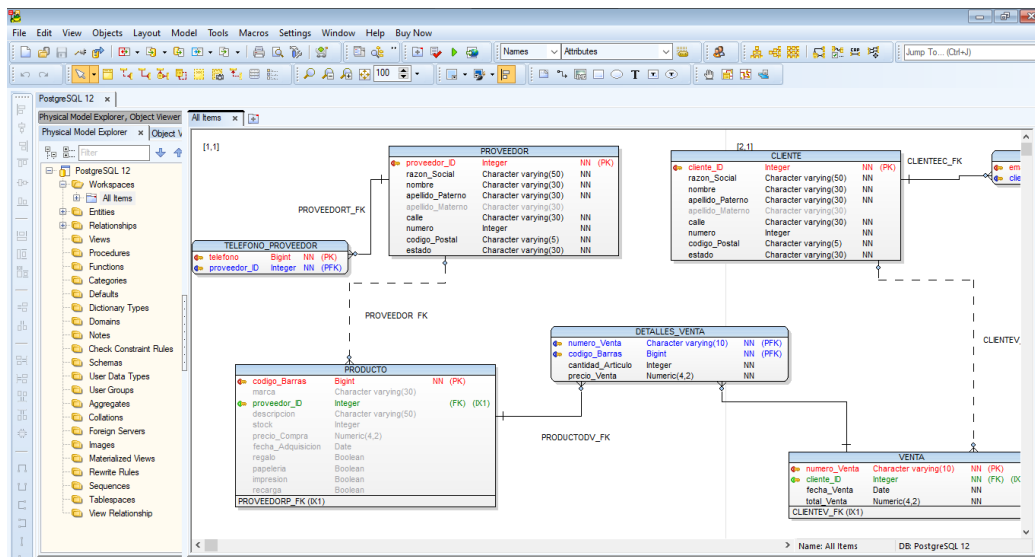 File Edit View Objects Layout Model Tools Macros Settings Window Help Buy Now
Names Attributes Jump To... (Ctrl+J)
100
PostgreSQL 12 x
Physical Model Explorer, Object Viewer
All Items x
Physical Model Explorer x Object V
Filter
PostgreSQL 12
Workspaces
All Items
Entities
Relationships
Views
Procedures
Functions
Categories
Defaults
Dictionary Types
Domains
Notes
Check Constraint Rules
Schemas
User Data Types
User Groups
Aggregates
Collations
Foreign Servers
Images
Materialized Views
Rewrite Rules
Sequences
Tablespaces
View Relationship
[1,1]
[2,1]
PROVEEDOR
proveedor_ID Integer NN (PK)
razon_Social Character varying(50) NN
nombre Character varying(30) NN
apellido_Paterno Character varying(30) NN
apellido_Materno Character varying(30)
calle Character varying(30) NN
numero Integer NN
codigo_Postal Character varying(5) NN
estado Character varying(30) NN
CLIENTE
cliente_ID Integer NN (PK)
razon_Social Character varying(50) NN
nombre Character varying(30) NN
apellido_Paterno Character varying(30) NN
apellido_Materno Character varying(30)
calle Character varying(30) NN
numero Integer NN
codigo_Postal Character varying(5) NN
estado Character varying(30) NN
CLIENTEEC_FK
em
clie
PROVEEDORT_FK
TELEFONO_PROVEEDOR
telefono Bigint NN (PK)
proveedor_ID Integer NN (PFK)
PROVEEDOR FK
DETALLES_VENTA
numero_Venta Character varying(10) NN (PFK)
codigo_Barras Bigint NN (PFK)
cantidad_Articulo Integer NN
precio_Venta Numeric(4,2) NN
CLIENTEV_
PRODUCTO
codigo_Barras Bigint NN (PK)
marca Character varying(30)
proveedor_ID Integer (FK) (IX1)
descripcion Character varying(50)
stock Integer
precio_Compra Numeric(4,2)
fecha_Adquisicion Date
regalo Boolean
papeleria Boolean
impresion Boolean
recarga Boolean
PROVEEDORP_FK (IX1)
PRODUCTODV_FK
VENTA
numero_Venta Character varying(10) NN (PK)
cliente_ID Integer NN (FK) (IX
fecha_Venta Date NN
total_Venta Numeric(4,2) NN
CLIENTEV_FK (IX1)
Name: All Items DB: PostgreSQL 12